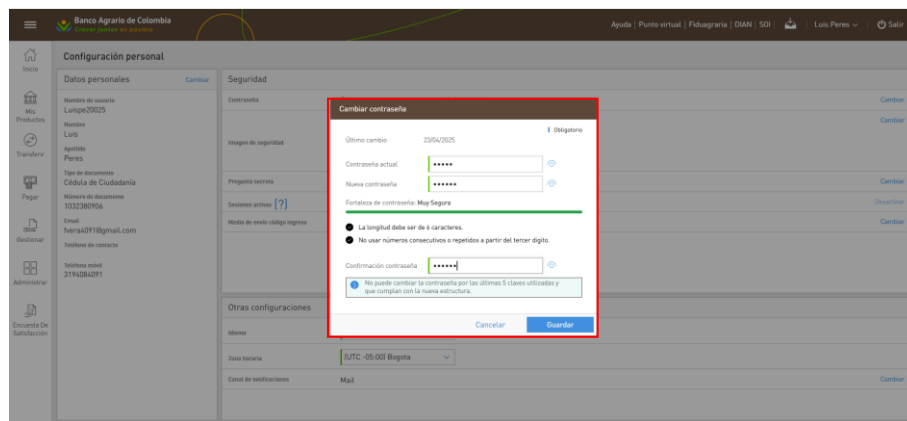 Banco Agrario de Colombia
Crecer juntos es posible
Ayuda | Punto virtual | Fiduagraria | DIAN | SOI
Luis Peres
Salir
Inicio
Mis Productos
Transferir
Pagar
Gestionar
Administrar
Encuesta De Satisfacción
Configuración personal
Datos personales
Cambiar
Nombre de usuario
Luispe20025
Nombre
Luis
Apellido
Peres
Tipo de documento
Cédula de Ciudadanía
Número de documento
1032380906
Email
fvera4091@gmail.com
Teléfono de contacto
Teléfono móvil
3194084091
Seguridad
Contraseña
Cambiar
Imagen de seguridad
Cambiar
Pregunta secreta
Cambiar
Sesiones activas [?]
Desactivar
Medio de envío código ingreso
Cambiar
Cambiar contraseña
Obligatorio
Último cambio
23/04/2025
Contraseña actual
•••••
Nueva contraseña
••••••
Fortaleza de contraseña: Muy Segura
La longitud debe ser de 6 caracteres.
No usar números consecutivos o repetidos a partir del tercer dígito.
Confirmación contraseña
••••••
No puede cambiar la contraseña por las últimas 5 claves utilizadas y
que cumplan con la nueva estructura.
Cancelar
Guardar
Otras configuraciones
Idioma
Zona horaria
(UTC -05:00) Bogota
Canal de notificaciones
Mail
Cambiar